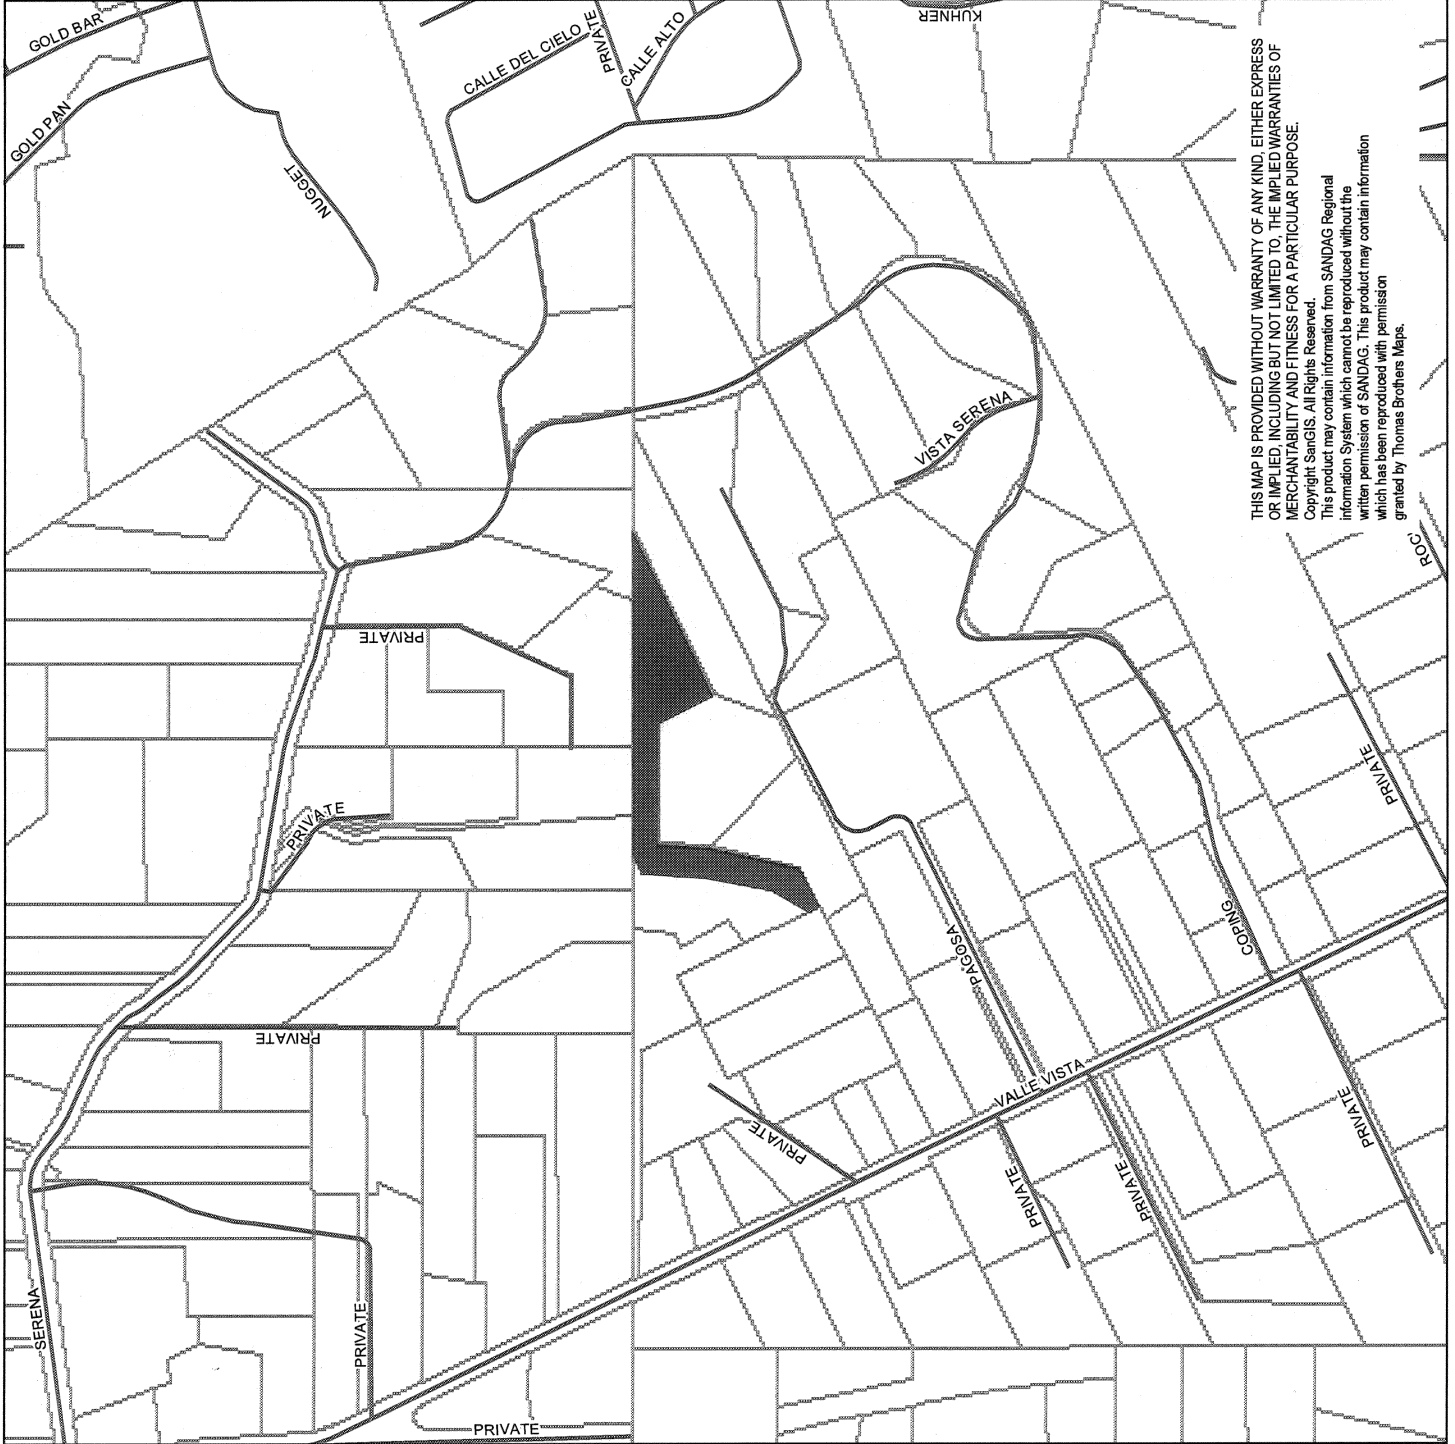 GOLD BAR
GOLD PAN
NUGGET
CALLE DEL CIELO
PRIVATE
CALLE ALTO
KUHNER
THIS MAP IS PROVIDED WITHOUT WARRANTY OF ANY KIND, EITHER EXPRESS
OR IMPLIED, INCLUDING BUT NOT LIMITED TO, THE IMPLIED WARRANTIES OF
MERCHANTABILITY AND FITNESS FOR A PARTICULAR PURPOSE.
Copyright SanGIS. All Rights Reserved.
This product may contain information from SANDAG Regional
information System which cannot be reproduced without the
written permission of SANDAG. This product may contain information
which has been reproduced with permission
granted by Thomas Brothers Maps.
VISTA SERENA
ROC
PRIVATE
PRIVATE
PRIVATE
COPING
PAGOSA
PRIVATE
VALLE VISTA
PRIVATE
PRIVATE
PRIVATE
PRIVATE
SERENA
PRIVATE
PRIVATE